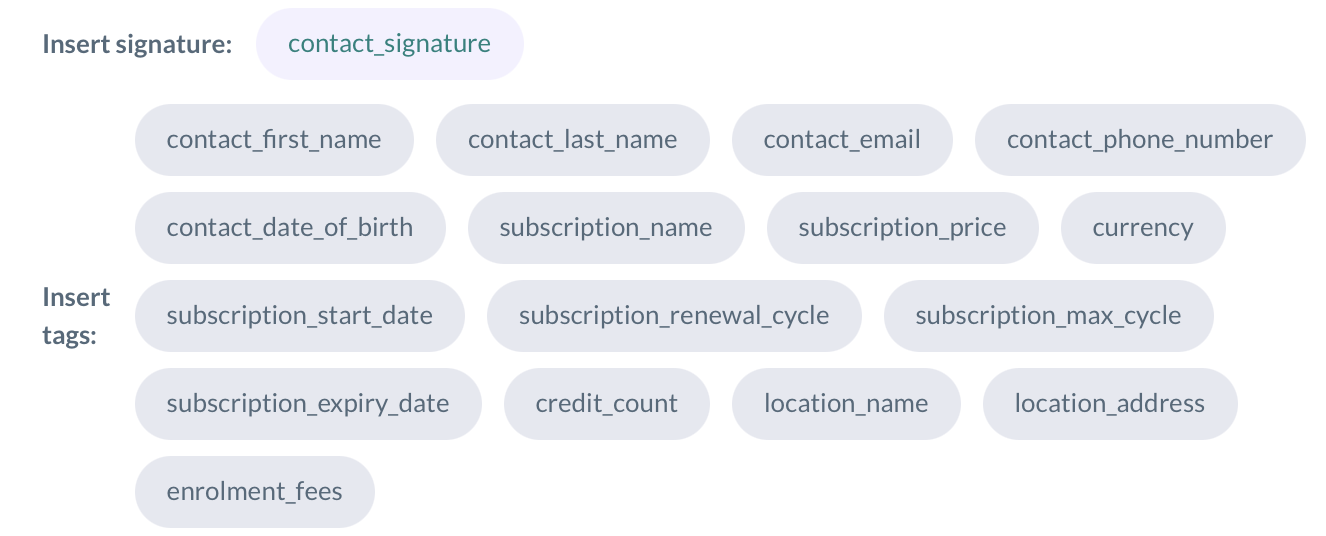 Insert signature: contact_signature
contact_first_name contact_last_name contact_email contact_phone_number
contact_date_of_birth subscription_name subscription_price currency
Insert
tags:
subscription_start_date subscription_renewal_cycle subscription_max_cycle
subscription_expiry_date credit_count location_name location_address
enrolment_fees